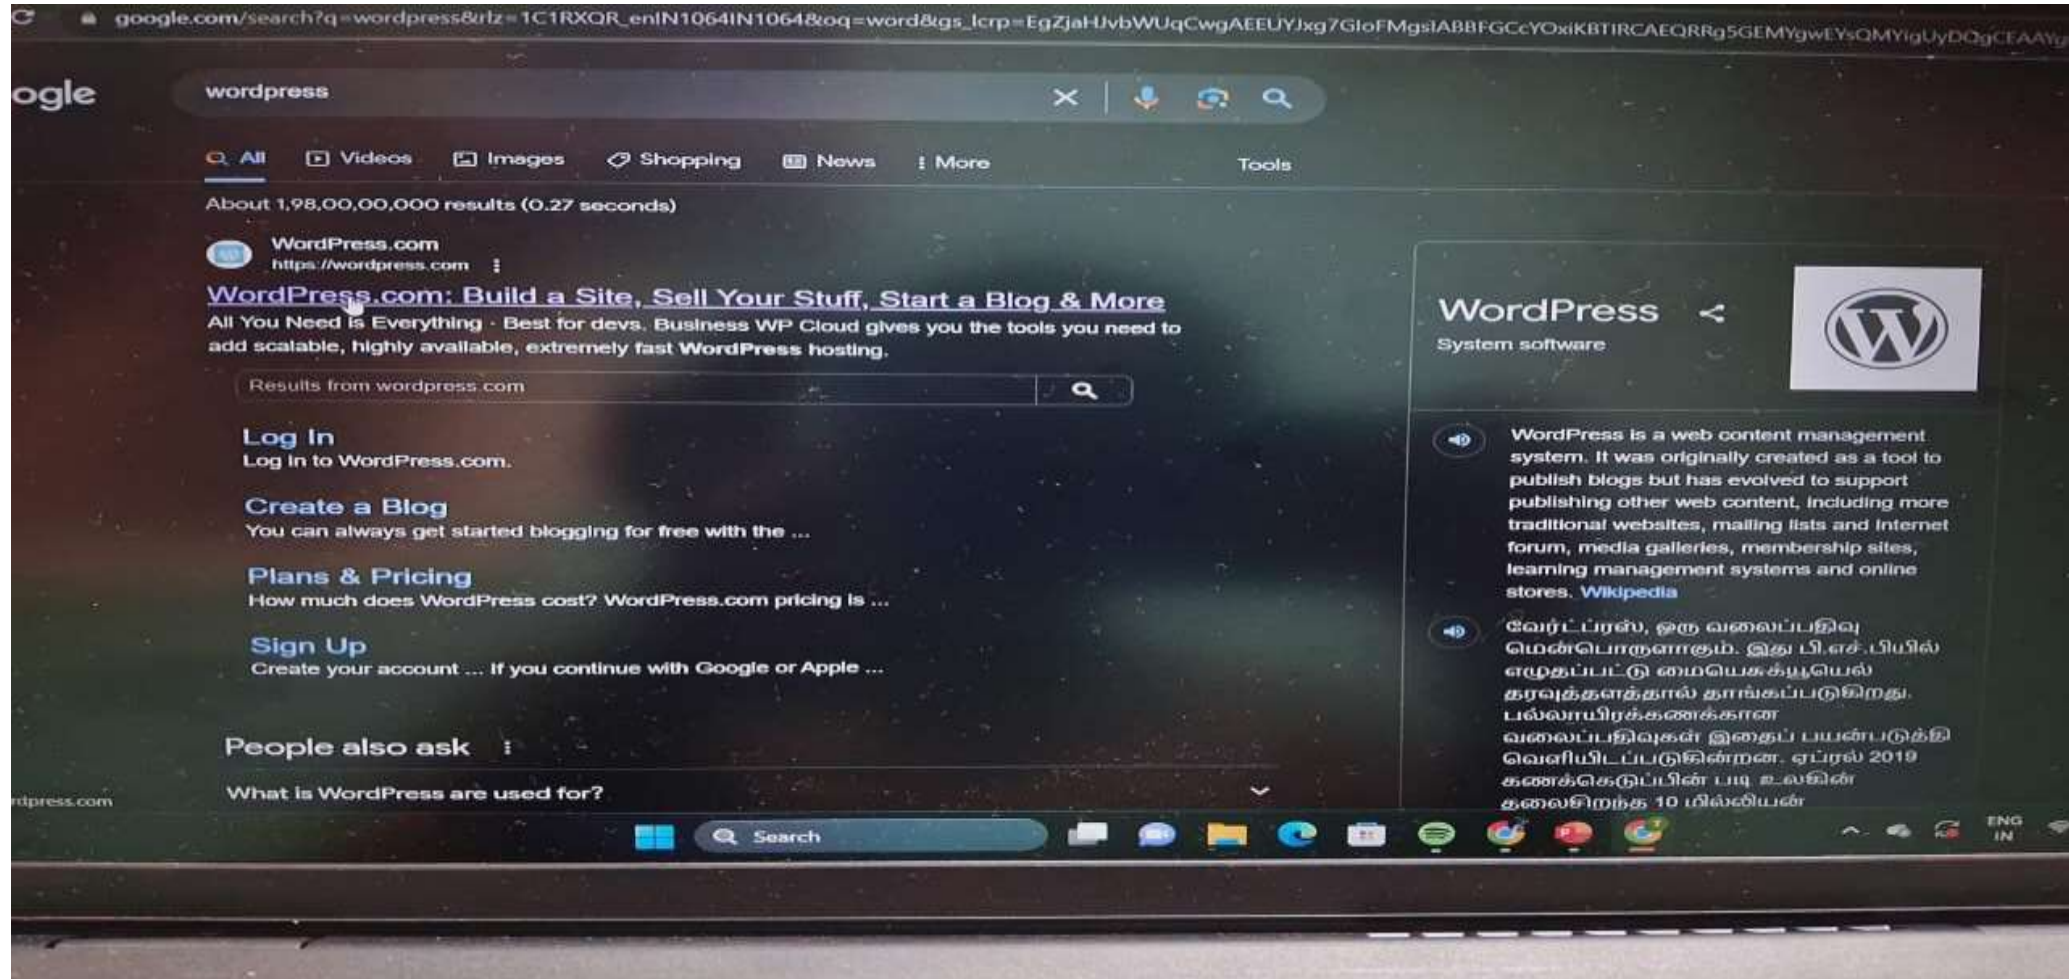 google.com/search?q=wordpress&rlz=1C1RXQR_enIN1064IN1064&oq=word&gs_lcrp=
ogle
wordpress
All Videos Images Shopping News More Tools
About 1,98,00,00,000 results (0.27 seconds)
WordPress.com
https://wordpress.com
WordPress.com: Build a Site, Sell Your Stuff, Start a Blog & More
All You Need Is Everything · Best for devs. Business WP Cloud gives you the tools you need to
add scalable, highly available, extremely fast WordPress hosting.
Results from wordpress.com
Log In
Log in to WordPress.com.
Create a Blog
You can always get started blogging for free with the ...
Plans & Pricing
How much does WordPress cost? WordPress.com pricing is ...
Sign Up
Create your account ... If you continue with Google or Apple ...
People also ask
What is WordPress are used for?
WordPress
System software
WordPress is a web content management
system. It was originally created as a tool to
publish blogs but has evolved to support
publishing other web content, including more
traditional websites, mailing lists and Internet
forum, media galleries, membership sites,
learning management systems and online
stores. Wikipedia
வேர்ட்ப்ரஸ், ஒரு வலைப்பதிவு
மென்பொருளாகும். இது பி.எச்.பியில்
எழுதப்பட்டு மையெசுக்யூயெல்
தரவுத்தளத்தால் தாங்கப்படுகிறது.
பல்லாயிரக்கணக்கான
வலைப்பதிவுகள் இதைப் பயன்படுத்தி
வெளியிடப்படுகின்றன. ஏப்ரல் 2019
கணக்கெடுப்பின் படி உலகின்
தலைசிறந்த 10 மில்லியன்
rdpress.com
Search
ENG
IN